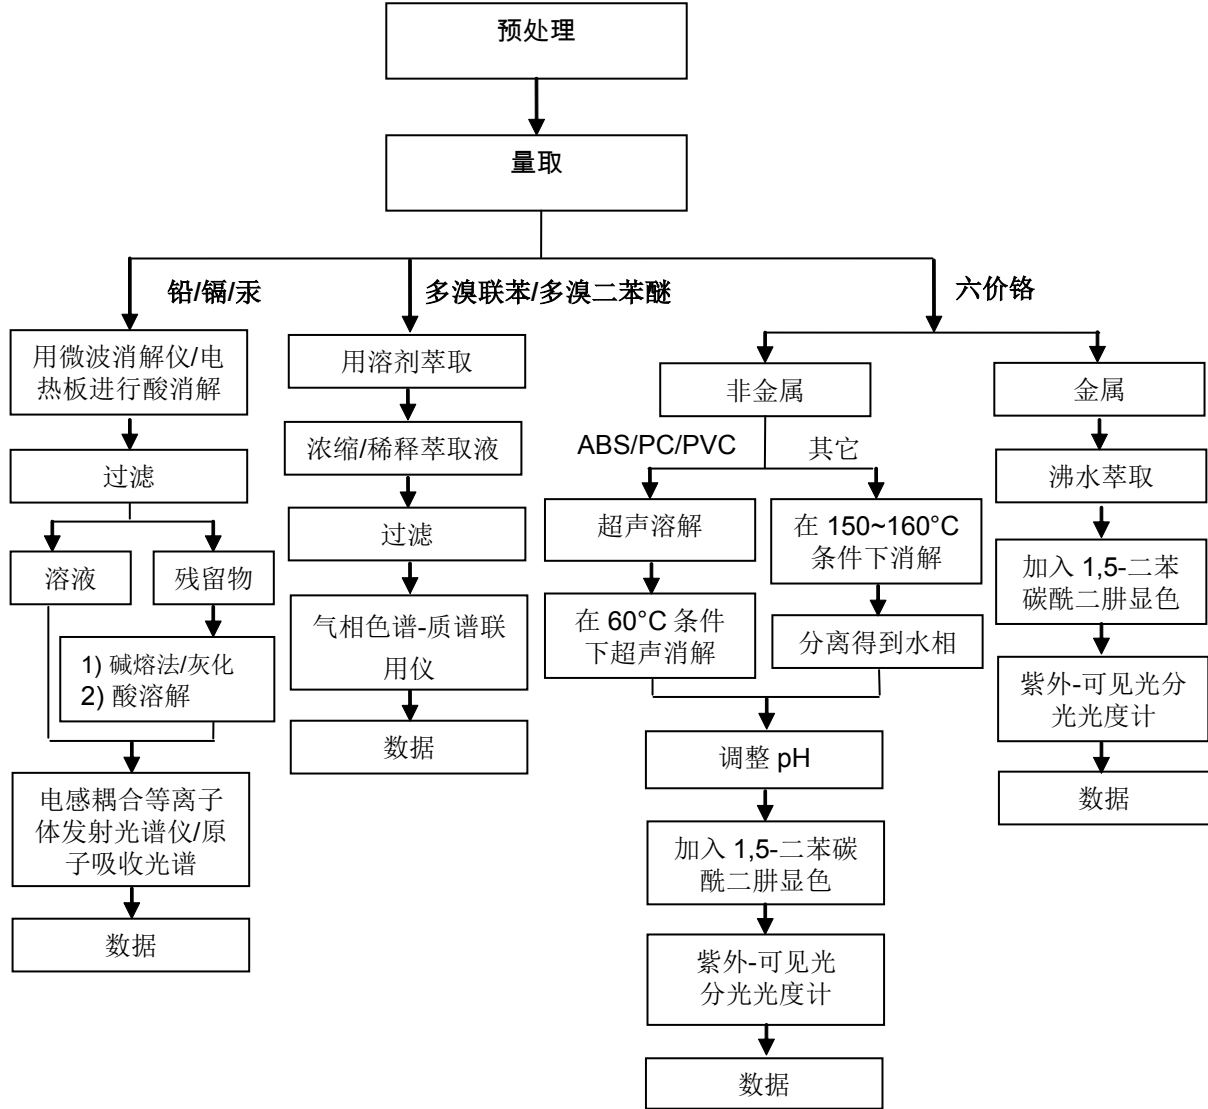 预处理
量取
铅/镉/汞
多溴联苯/多溴二苯醚
六价铬
用微波消解仪/电
热板进行酸消解
过滤
溶液
残留物
1) 碱熔法/灰化
2) 酸溶解
电感耦合等离子
体发射光谱仪/原
子吸收光谱
数据
用溶剂萃取
浓缩/稀释萃取液
过滤
气相色谱-质谱联
用仪
数据
非金属
ABS/PC/PVC
其它
超声溶解
在 60°C 条件
下超声消解
在 150~160°C
条件下消解
分离得到水相
调整 pH
加入 1,5-二苯碳
酰二肼显色
紫外-可见光
分光光度计
数据
金属
沸水萃取
加入 1,5-二苯
碳酰二肼显色
紫外-可见光分
光光度计
数据